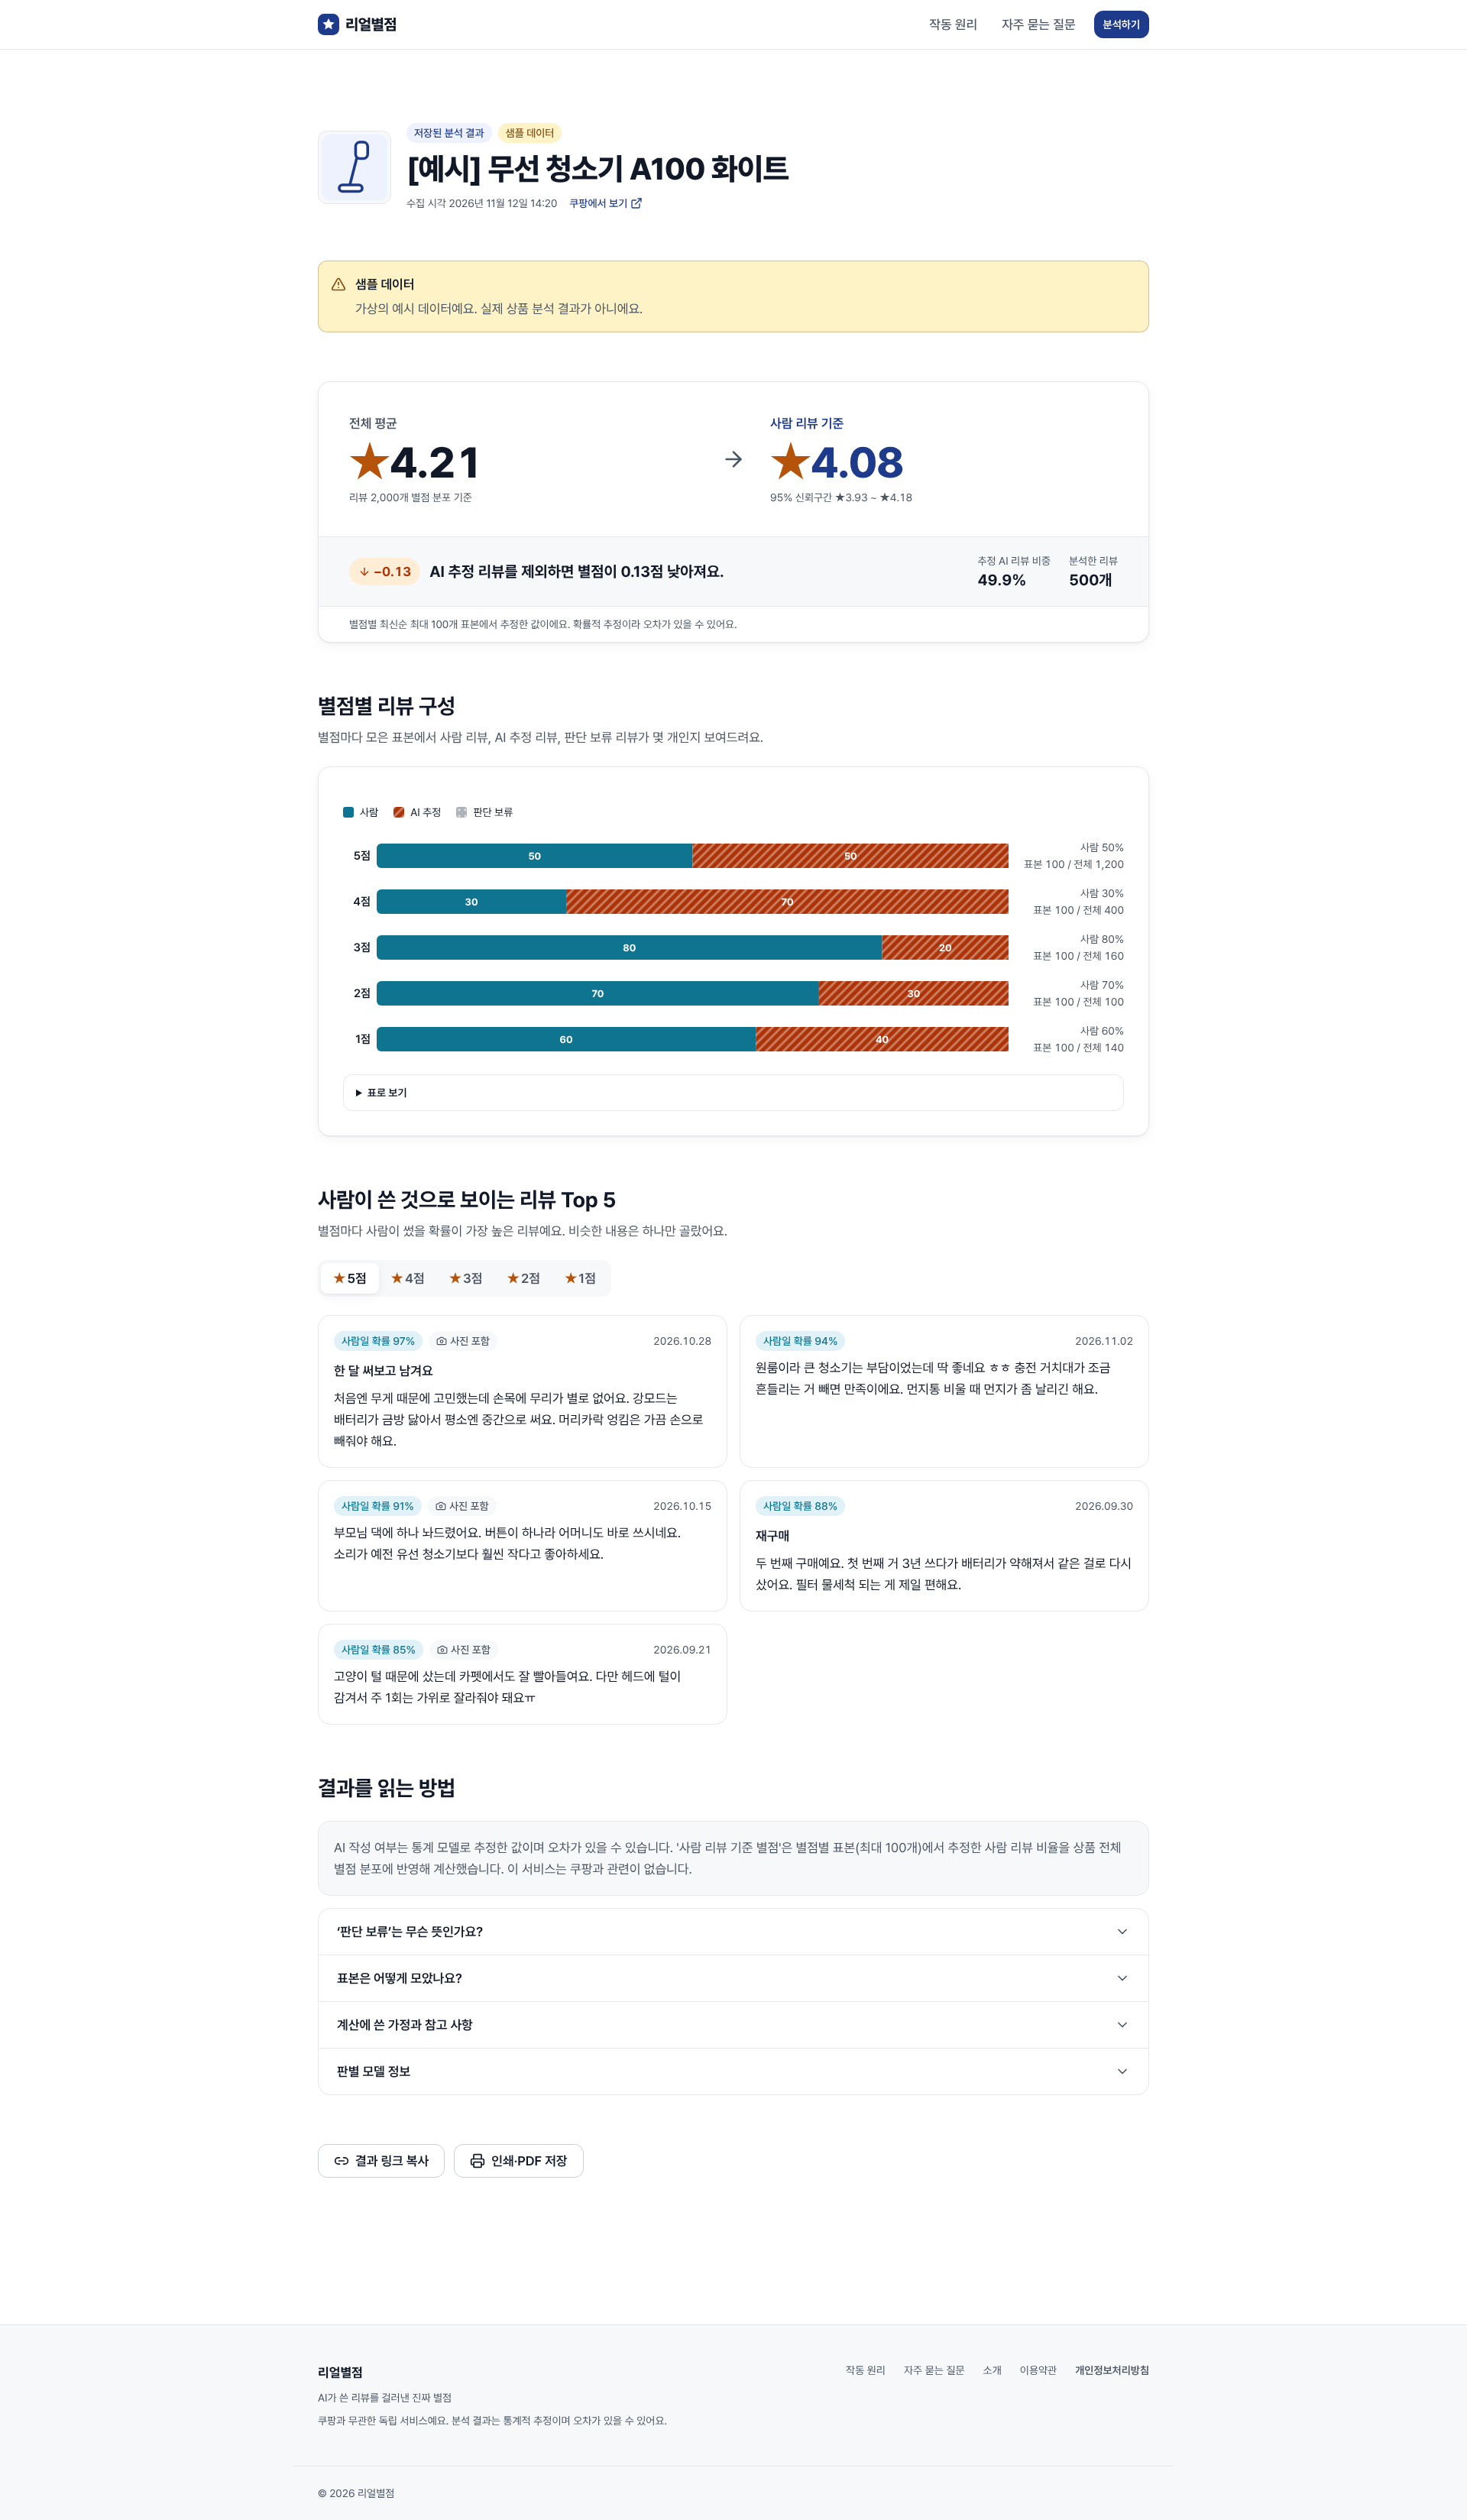 리얼별점
작동 원리
자주 묻는 질문
분석하기
저장된 분석 결과
샘플 데이터
[예시] 무선 청소기 A100 화이트
수집 시각 2026년 11월 12일 14:20
쿠팡에서 보기
샘플 데이터
가상의 예시 데이터예요. 실제 상품 분석 결과가 아니에요.
전체 평균
★4.21
리뷰 2,000개 별점 분포 기준
→
사람 리뷰 기준
★4.08
95% 신뢰구간 ★3.93 ~ ★4.18
↓ −0.13
AI 추정 리뷰를 제외하면 별점이 0.13점 낮아져요.
추정 AI 리뷰 비중
49.9%
분석한 리뷰
500개
별점별 최신순 최대 100개 표본에서 추정한 값이에요. 확률적 추정이라 오차가 있을 수 있어요.
별점별 리뷰 구성
별점마다 모은 표본에서 사람 리뷰, AI 추정 리뷰, 판단 보류 리뷰가 몇 개인지 보여드려요.
사람
AI 추정
판단 보류
5점
50
50
사람 50%
표본 100 / 전체 1,200
4점
30
70
사람 30%
표본 100 / 전체 400
3점
80
20
사람 80%
표본 100 / 전체 160
2점
70
30
사람 70%
표본 100 / 전체 100
1점
60
40
사람 60%
표본 100 / 전체 140
▶ 표로 보기
사람이 쓴 것으로 보이는 리뷰 Top 5
별점마다 사람이 썼을 확률이 가장 높은 리뷰예요. 비슷한 내용은 하나만 골랐어요.
★5점
★4점
★3점
★2점
★1점
사람일 확률 97%
사진 포함
2026.10.28
한 달 써보고 남겨요
처음엔 무게 때문에 고민했는데 손목에 무리가 별로 없어요. 강모드는
배터리가 금방 닳아서 평소엔 중간으로 써요. 머리카락 엉킴은 가끔 손으로
빼줘야 해요.
사람일 확률 94%
2026.11.02
원룸이라 큰 청소기는 부담이었는데 딱 좋네요 ㅎㅎ 충전 거치대가 조금
흔들리는 거 빼면 만족이에요. 먼지통 비울 때 먼지가 좀 날리긴 해요.
사람일 확률 91%
사진 포함
2026.10.15
부모님 댁에 하나 놔드렸어요. 버튼이 하나라 어머니도 바로 쓰시네요.
소리가 예전 유선 청소기보다 훨씬 작다고 좋아하세요.
사람일 확률 88%
2026.09.30
재구매
두 번째 구매예요. 첫 번째 거 3년 쓰다가 배터리가 약해져서 같은 걸로 다시
샀어요. 필터 물세척 되는 게 제일 편해요.
사람일 확률 85%
사진 포함
2026.09.21
고양이 털 때문에 샀는데 카펫에서도 잘 빨아들여요. 다만 헤드에 털이
감겨서 주 1회는 가위로 잘라줘야 돼요ㅠ
결과를 읽는 방법
AI 작성 여부는 통계 모델로 추정한 값이며 오차가 있을 수 있습니다. '사람 리뷰 기준 별점'은 별점별 표본(최대 100개)에서 추정한 사람 리뷰 비율을 상품 전체
별점 분포에 반영해 계산했습니다. 이 서비스는 쿠팡과 관련이 없습니다.
‘판단 보류’는 무슨 뜻인가요?
표본은 어떻게 모았나요?
계산에 쓴 가정과 참고 사항
판별 모델 정보
결과 링크 복사
인쇄·PDF 저장
리얼별점
AI가 쓴 리뷰를 걸러낸 진짜 별점
쿠팡과 무관한 독립 서비스예요. 분석 결과는 통계적 추정이며 오차가 있을 수 있어요.
작동 원리
자주 묻는 질문
소개
이용약관
개인정보처리방침
© 2026 리얼별점